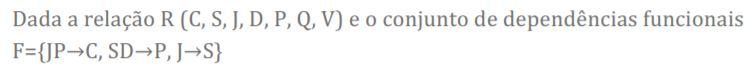 Dada a relação R (C, S, J, D, P, Q, V) e o conjunto de dependências funcionais
F={JP→C, SD→P, J→S}